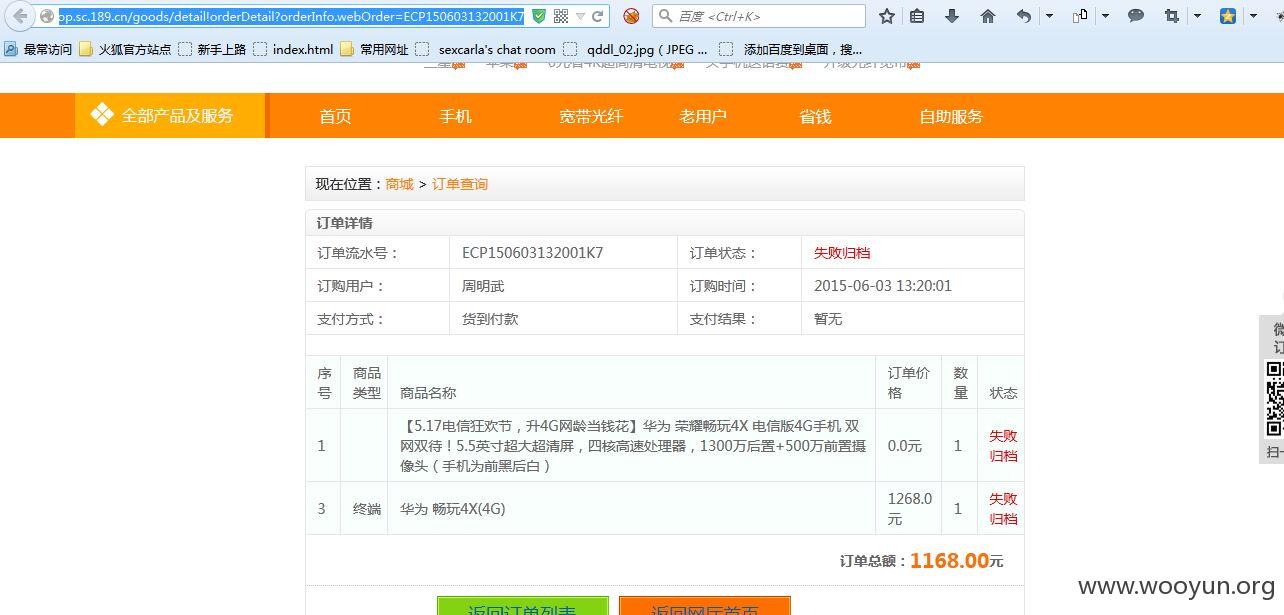 op.sc.189.cn/goods/detail!orderDetail?orderInfo.webOrder=ECP150603132001K7
百度 <Ctrl+K>
最常访问 火狐官方站点 新手上路 index.html 常用网址 sexcarla's chat room qddl_02.jpg ( JPEG ... 添加百度到桌面，搜...
全部产品及服务 首页 手机 宽带光纤 老用户 省钱 自助服务
现在位置：商城 > 订单查询
订单详情
订单流水号： ECP150603132001K7 订单状态： 失败归档
订购用户： 周明武 订购时间： 2015-06-03 13:20:01
支付方式： 货到付款 支付结果： 暂无
序号 商品类型 商品名称 订单价格 数量 状态
1 【5.17电信狂欢节，升4G网龄当钱花】华为 荣耀畅玩4X 电信版4G手机 双
网双待！5.5英寸超大超清屏，四核高速处理器，1300万后置+500万前置摄
像头（手机为前黑后白） 0.0元 1 失败归档
3 终端 华为 畅玩4X(4G) 1268.0元 1 失败归档
订单总额：1168.00元
返回订单列表 返回网厅首页
www.wooyun.org